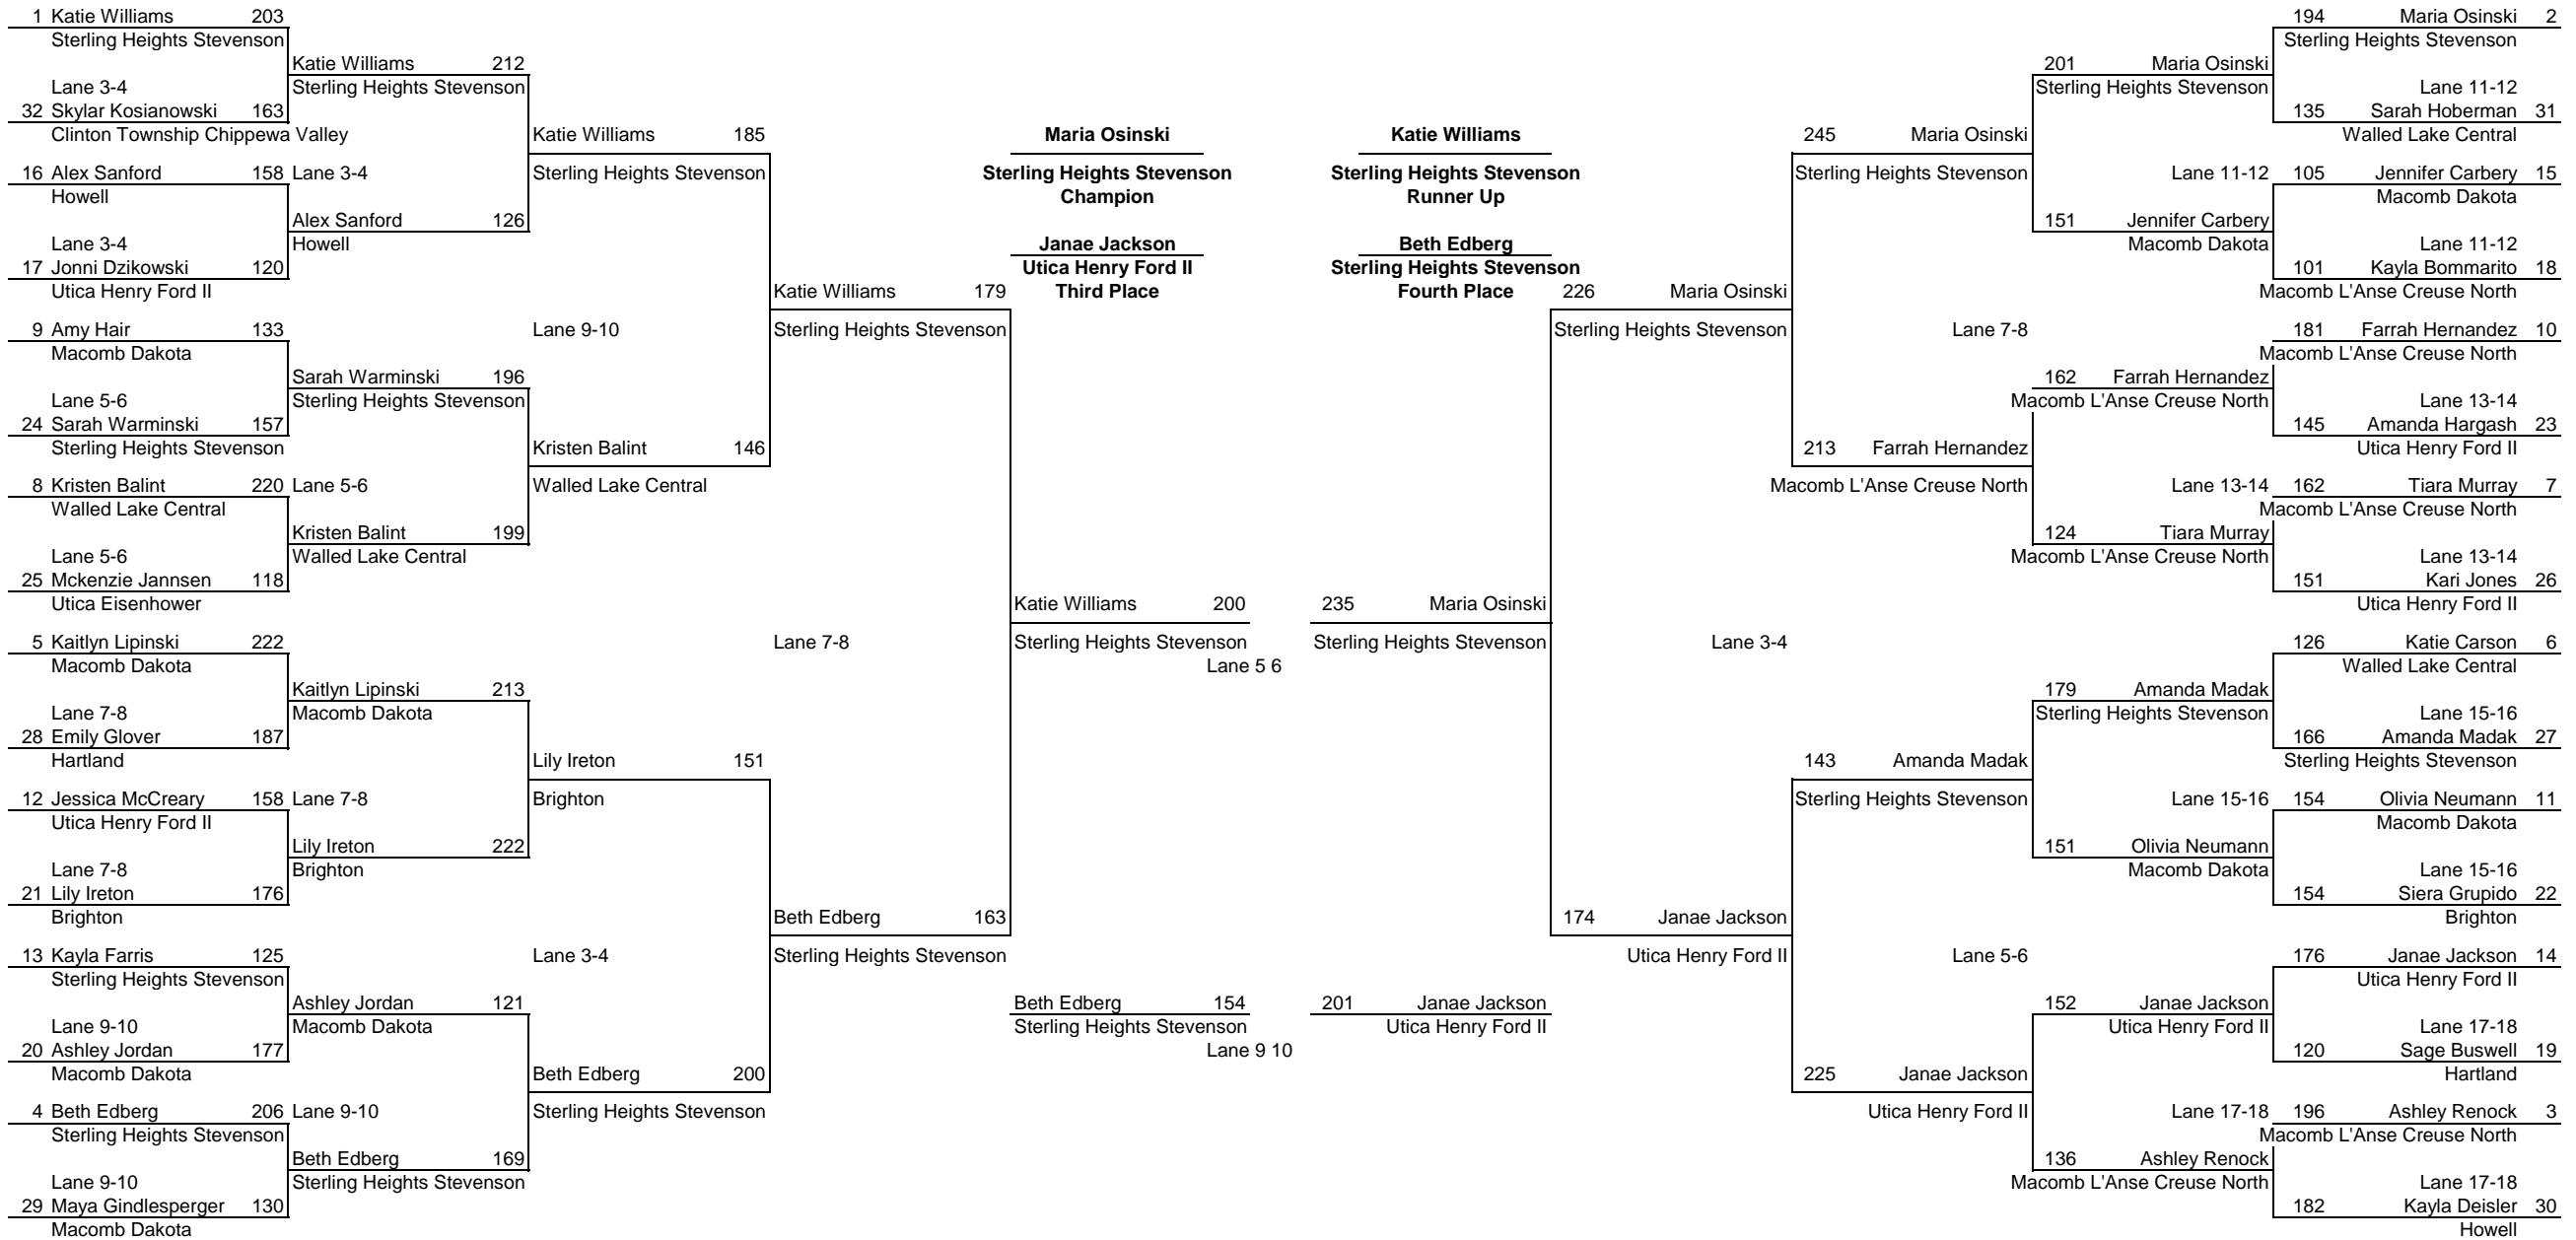 1 Katie Williams 203
Sterling Heights Stevenson
Lane 3-4
32 Skylar Kosianowski 163
Clinton Township Chippewa Valley
16 Alex Sanford 158
Howell
Lane 3-4
17 Jonni Dzikowski 120
Utica Henry Ford II
9 Amy Hair 133
Macomb Dakota
Lane 5-6
24 Sarah Warminski 157
Sterling Heights Stevenson
8 Kristen Balint 220
Walled Lake Central
Lane 5-6
25 Mckenzie Jannsen 118
Utica Eisenhower
5 Kaitlyn Lipinski 222
Macomb Dakota
Lane 7-8
28 Emily Glover 187
Hartland
12 Jessica McCreary 158
Utica Henry Ford II
Lane 7-8
21 Lily Ireton 176
Brighton
13 Kayla Farris 125
Sterling Heights Stevenson
Lane 9-10
20 Ashley Jordan 177
Macomb Dakota
4 Beth Edberg 206
Sterling Heights Stevenson
Lane 9-10
29 Maya Gindlesperger 130
Macomb Dakota
Katie Williams 212
Sterling Heights Stevenson
Lane 3-4
Alex Sanford 126
Howell
Sarah Warminski 196
Sterling Heights Stevenson
Lane 5-6
Kristen Balint 199
Walled Lake Central
Kaitlyn Lipinski 213
Macomb Dakota
Lane 7-8
Lily Ireton 222
Brighton
Ashley Jordan 121
Macomb Dakota
Lane 9-10
Beth Edberg 169
Sterling Heights Stevenson
Katie Williams 185
Sterling Heights Stevenson
Lane 9-10
Kristen Balint 146
Walled Lake Central
Lily Ireton 151
Brighton
Lane 3-4
Beth Edberg 200
Sterling Heights Stevenson
Katie Williams 179
Sterling Heights Stevenson
Lane 7-8
Beth Edberg 163
Sterling Heights Stevenson
Maria Osinski
Sterling Heights Stevenson
Champion
Janae Jackson
Utica Henry Ford II
Third Place
Katie Williams 200
Sterling Heights Stevenson
Lane 5 6
Beth Edberg 154
Sterling Heights Stevenson
Lane 9 10
Katie Williams
Sterling Heights Stevenson
Runner Up
Beth Edberg
Sterling Heights Stevenson
Fourth Place
235 Maria Osinski
Sterling Heights Stevenson
201 Janae Jackson
Utica Henry Ford II
226 Maria Osinski
Sterling Heights Stevenson
Lane 3-4
174 Janae Jackson
Utica Henry Ford II
245 Maria Osinski
Sterling Heights Stevenson
Lane 7-8
213 Farrah Hernandez
Macomb L'Anse Creuse North
143 Amanda Madak
Sterling Heights Stevenson
Lane 5-6
225 Janae Jackson
Utica Henry Ford II
201 Maria Osinski
Sterling Heights Stevenson
Lane 11-12
151 Jennifer Carbery
Macomb Dakota
162 Farrah Hernandez
Macomb L'Anse Creuse North
Lane 13-14
124 Tiara Murray
Macomb L'Anse Creuse North
179 Amanda Madak
Sterling Heights Stevenson
Lane 15-16
151 Olivia Neumann
Macomb Dakota
152 Janae Jackson
Utica Henry Ford II
Lane 17-18
136 Ashley Renock
Macomb L'Anse Creuse North
194 Maria Osinski 2
Sterling Heights Stevenson
Lane 11-12
135 Sarah Hoberman 31
Walled Lake Central
105 Jennifer Carbery 15
Macomb Dakota
Lane 11-12
101 Kayla Bommarito 18
Macomb L'Anse Creuse North
181 Farrah Hernandez 10
Macomb L'Anse Creuse North
Lane 13-14
145 Amanda Hargash 23
Utica Henry Ford II
162 Tiara Murray 7
Macomb L'Anse Creuse North
Lane 13-14
151 Kari Jones 26
Utica Henry Ford II
126 Katie Carson 6
Walled Lake Central
Lane 15-16
166 Amanda Madak 27
Sterling Heights Stevenson
154 Olivia Neumann 11
Macomb Dakota
Lane 15-16
154 Siera Grupido 22
Brighton
176 Janae Jackson 14
Utica Henry Ford II
Lane 17-18
120 Sage Buswell 19
Hartland
196 Ashley Renock 3
Macomb L'Anse Creuse North
Lane 17-18
182 Kayla Deisler 30
Howell